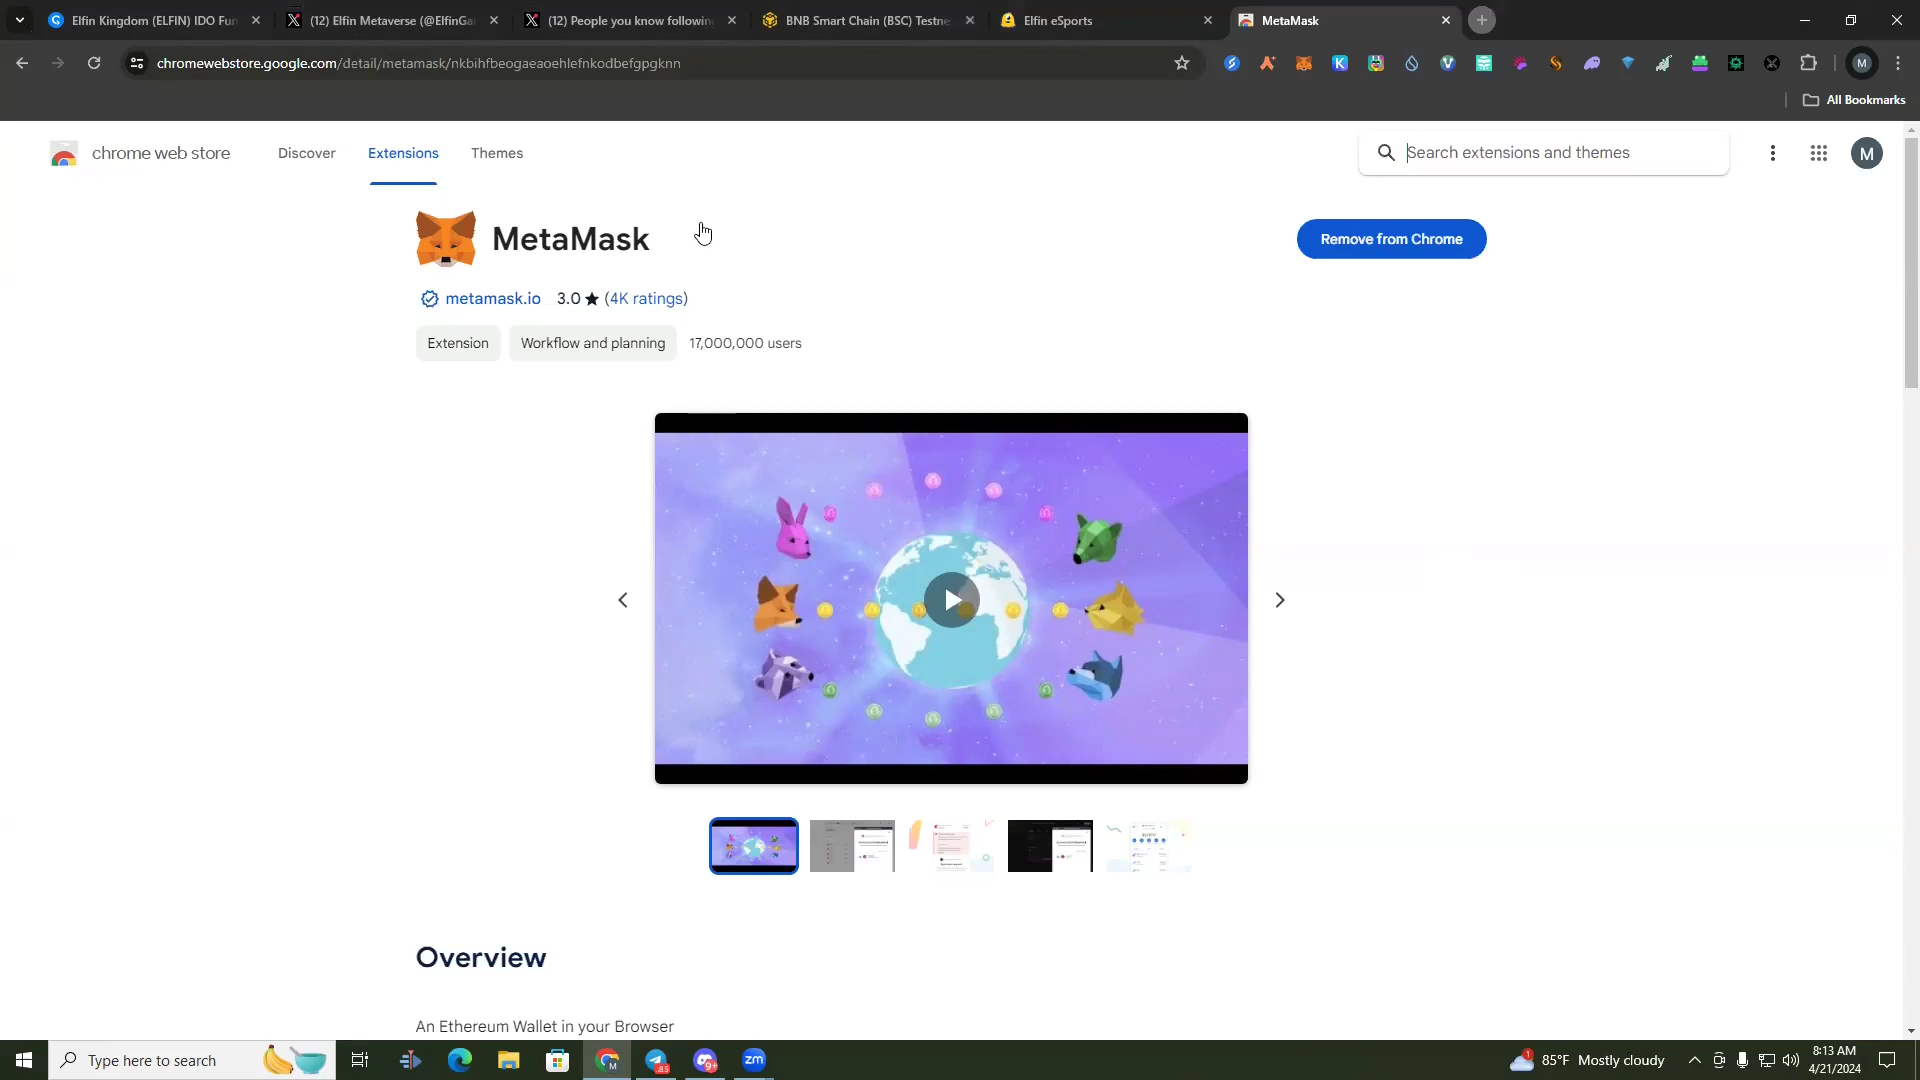 Elfin Kingdom (ELFIN) IDO Fun
(12) Elfin Metaverse (@ElfinGa
(12) People you know followin
BNB Smart Chain (BSC) Testne
Elfin eSports
MetaMask
chromewebstore.google.com/detail/metamask/nkbihfbeogaeaoehlefnkodbefgpgknn
M
All Bookmarks
chrome web store
Discover
Extensions
Themes
Search extensions and themes
M
MetaMask
Remove from Chrome
metamask.io
3.0 ★ (4K ratings)
Extension
Workflow and planning
17,000,000 users
Overview
An Ethereum Wallet in your Browser
Type here to search
M
9+
zm
1
85°F Mostly cloudy
8:13 AM
4/21/2024